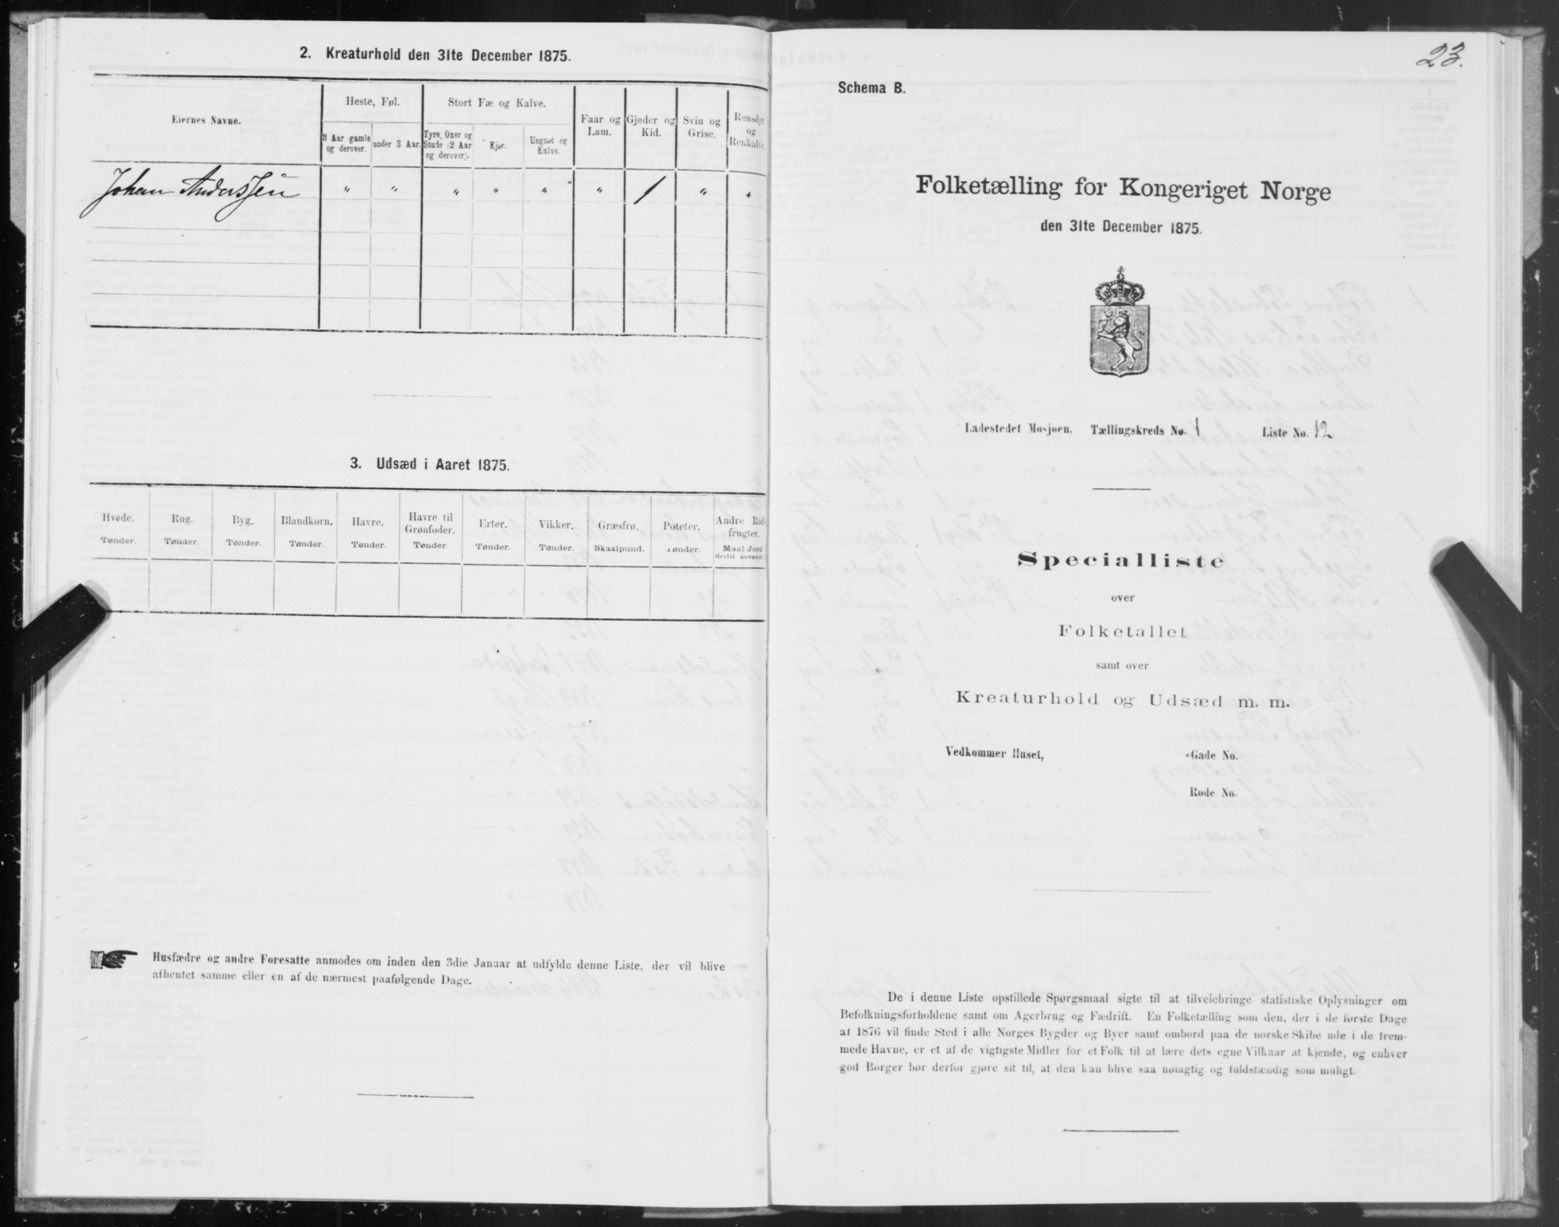 2. Kreaturhold den 31te December 1875.
Eiernes Navne.
Heste, Føl.
Stort Fæ og Kalve.
Faar og Lam.
Gjeder og Kid.
Svin og Grise.
Rensdyr og Renkalve
3 Aar gamle og derover.
under 3 Aar.
Tyre, Oxer og Stude (2 Aar og derover).
Kjør.
Ungnøt og Kalve.
Johan Anderssen " " " " " " 1 " "
3. Udsæd i Aaret 1875.
Hvede. Rug. Byg. Blandkorn. Havre. Havre til Grønfoder. Erter. Vikker. Græsfrø. Poteter. Andre Rodfrugter.
Tønder. Tønder. Tønder. Tønder. Tønder. Tønder. Tønder. Tønder. Skaalpund. Tønder. Maal Jord dertil anvendt
Husfædre og andre Foresatte anmodes om inden den 3die Januar at udfylde denne Liste, der vil blive
afhentet samme eller en af de nærmest paafølgende Dage.
23.
Schema B.
Folketælling for Kongeriget Norge
den 31te December 1875.
Ladestedet Mosjøen. Tællingskreds No. 1 Liste No. 12
Specialliste
over
Folketallet
samt over
Kreaturhold og Udsæd m. m.
Vedkommer Huset, -Gade No.
Rode No.
De i denne Liste opstillede Spørgsmaal sigte til at tilveiebringe statistiske Oplysninger om
Befolkningsforholdene samt om Agerbrug og Fædrift. En Folketælling som den, der i de første Dage
af 1876 vil finde Sted i alle Norges Bygder og Byer samt ombord paa de norske Skibe ude i de frem-
mede Havne, er et af de vigtigste Midler for et Folk til at lære dets egne Vilkaar at kjende, og enhver
god Borger bør derfor gjøre sit til, at den kan blive saa nøiagtig og fuldstændig som muligt.